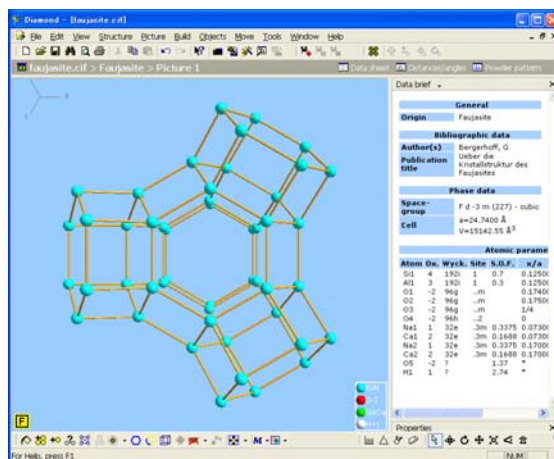 Diamond - [faujasite.cif]
File Edit View Structure Picture Build Objects Move Tools Window Help
faujasite.cif > Faujasite > Picture 1 Data sheet Distances/angles Powder pattern
Data brief
General
Origin Faujasite
Bibliographic data
Author(s) Bergerhoff, G
Publication title Ueber die
Kristallstruktur des
Faujasites
Phase data
Space-group F d -3 m (227) - cubic
Cell a=24.7400 Å
V=15142.55 Å3
Atomic parame
Atom Ox. Wyck. Site S.O.F. x/a
Si1 4 192i 1 0.7 0.1250
Al1 3 192i 1 0.3 0.1250
O1 -2 96g ..m 0.1740
O2 -2 96g ..m 0.1750
O3 -2 96g ..m 1/4
O4 -2 96h ..2 0
Na1 1 32e .3m 0.3375 0.0730
Ca1 2 32e .3m 0.1688 0.0730
Na2 1 32e .3m 0.3375 0.1700
Ca2 2 32e .3m 0.1688 0.1700
O5 -2 ? 1.37 *
H1 1 ? 2.74 *
F
Properties
For Help, press F1
NUM